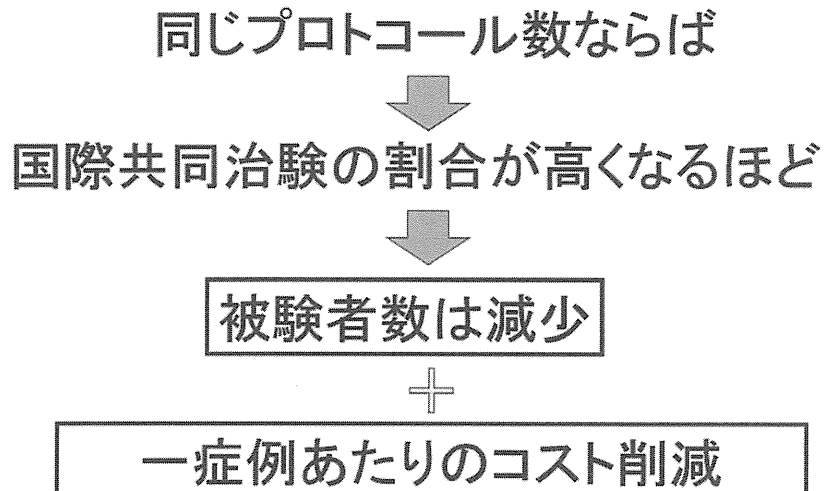 同じプロトコール数ならば
国際共同治験の割合が高くなるほど
被験者数は減少
＋
一症例あたりのコスト削減